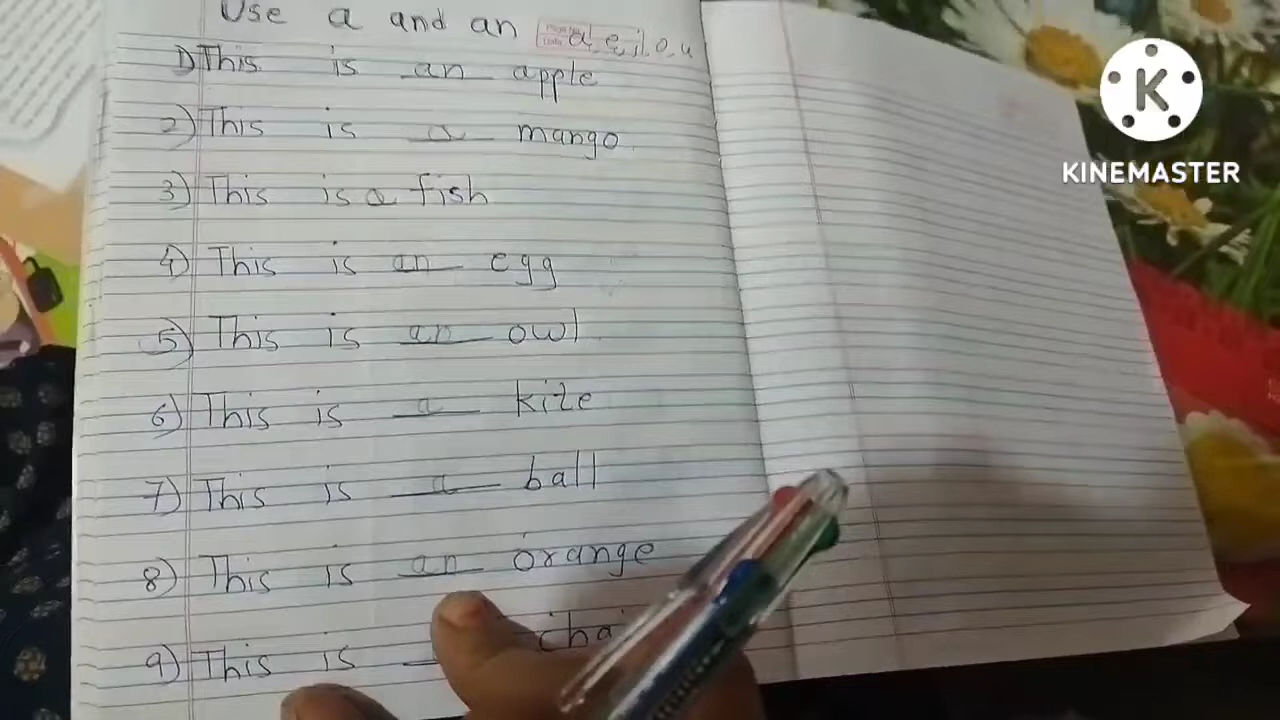 Use a and an a, e, i, o, u
1) This is an apple
2) This is a mango
3) This is a fish
4) This is an egg
5) This is an owl
6) This is a kite
7) This is a ball
8) This is an orange
9) This is chai
K
KINEMASTER